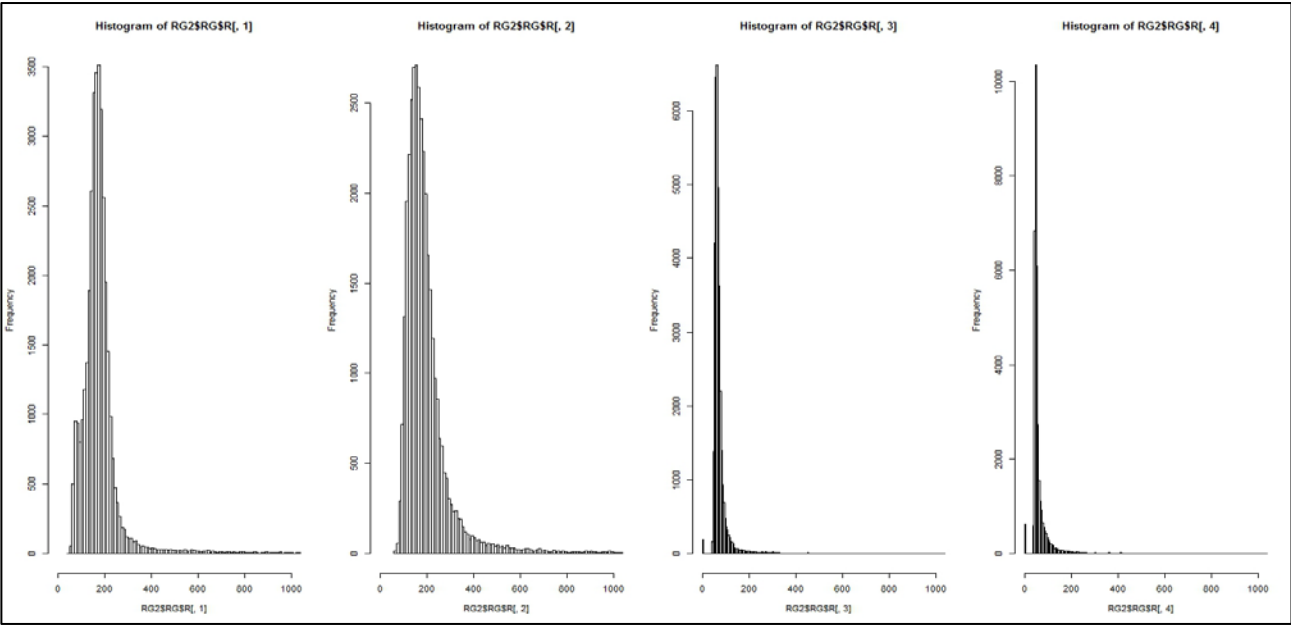 Histogram of RG2$RG$R[, 1]
3500
3000
2500
2000
1500
1000
500
0
Frequency
0 200 400 600 800 1000
RG2$RG$R[, 1]
Histogram of RG2$RG$R[, 2]
2500
2000
1500
1000
500
0
Frequency
0 200 400 600 800 1000
RG2$RG$R[, 2]
Histogram of RG2$RG$R[, 3]
6000
5000
4000
3000
2000
1000
0
Frequency
0 200 400 600 800 1000
RG2$RG$R[, 3]
Histogram of RG2$RG$R[, 4]
10000
8000
6000
4000
2000
0
Frequency
0 200 400 600 800 1000
RG2$RG$R[, 4]